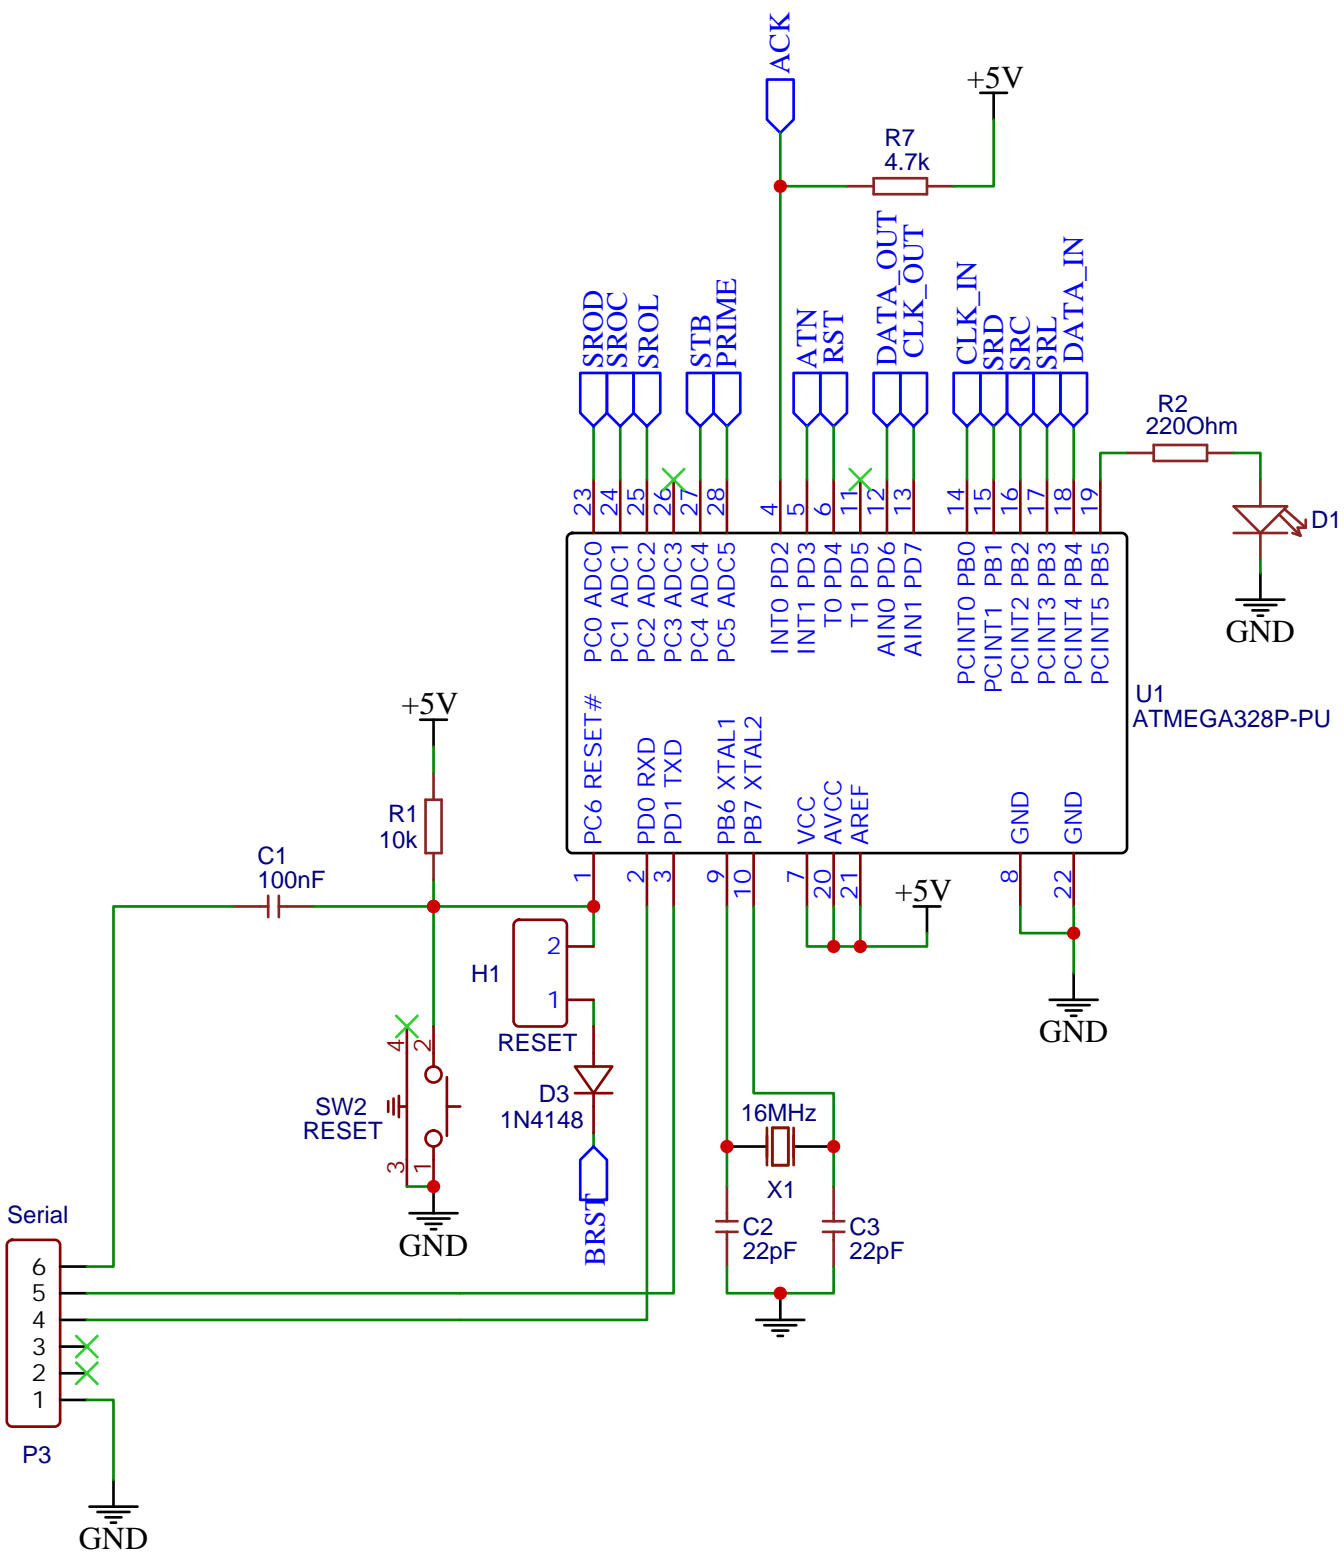 ACK
+5V
R7
4.7k
SROD
SROC
SROL
STB
PRIME
ATN
RST
DATA_OUT
CLK_OUT
CLK_IN
SRD
SRC
SRL
DATA_IN
R2
220Ohm
D1
GND
23
24
25
26
27
28
4
5
6
11
12
13
14
15
16
17
18
19
PC0 ADC0
PC1 ADC1
PC2 ADC2
PC3 ADC3
PC4 ADC4
PC5 ADC5
INT0 PD2
INT1 PD3
T0 PD4
T1 PD5
AIN0 PD6
AIN1 PD7
PCINT0 PB0
PCINT1 PB1
PCINT2 PB2
PCINT3 PB3
PCINT4 PB4
PCINT5 PB5
U1
ATMEGA328P-PU
PC6 RESET#
PD0 RXD
PD1 TXD
PB6 XTAL1
PB7 XTAL2
VCC
AVCC
AREF
GND
GND
1
2
3
9
10
7
20
21
8
22
+5V
R1
10k
C1
100nF
+5V
GND
2
1
H1
RESET
4
2
3
1
SW2
RESET
GND
D3
1N4148
BRST
16MHz
X1
C2
22pF
C3
22pF
Serial
6
5
4
3
2
1
P3
GND